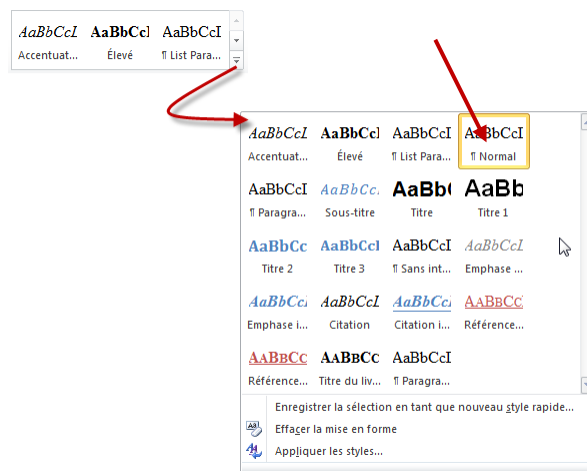 AaBbCcI AaBbCcI AaBbCcI
Accentuat... Élevé ¶ List Para...
AaBbCcI AaBbCcI AaBbCcI AaBbCcI
Accentuat... Élevé ¶ List Para... ¶ Normal
AaBbCcI AaBbCc. AaBb( AaBb
¶ Paragra... Sous-titre Titre Titre 1
AaBbCc AaBbCcI AaBbCcI AaBbCcI
Titre 2 Titre 3 ¶ Sans int... Emphase ...
AaBbCcI AaBbCcI AaBbCcI AABBCC
Emphase i... Citation Citation i... Référence...
AABBCC AABBCC AaBbCcI
Référence... Titre du liv... ¶ Paragra...
Enregistrer la sélection en tant que nouveau style rapide...
Effacer la mise en forme
Appliquer les styles...